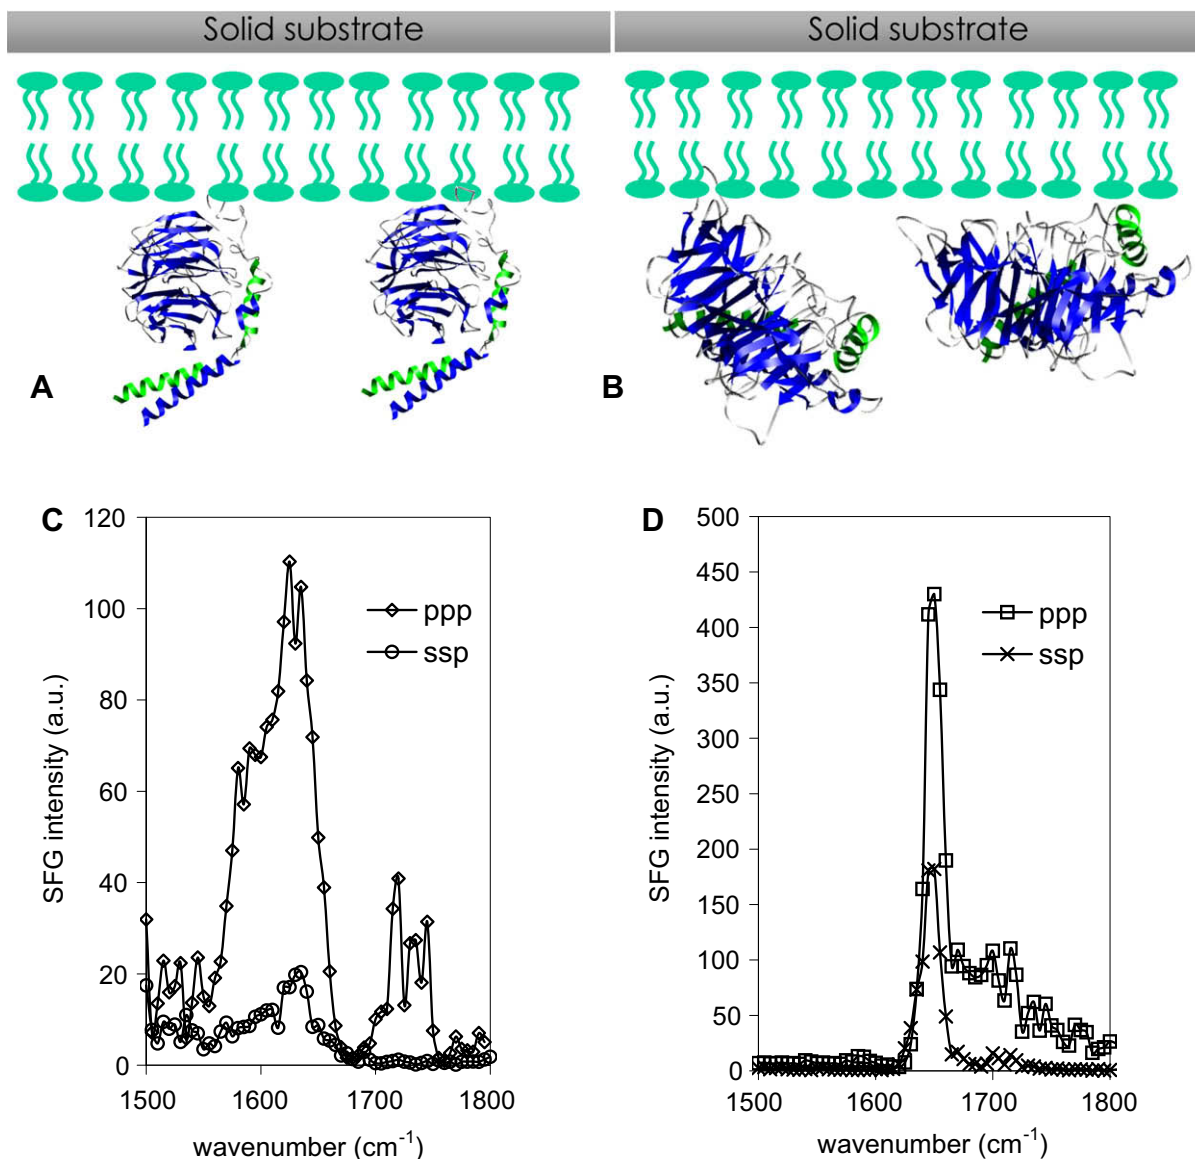 Solid substrate
Solid substrate
A
B
C
D
120
100
80
60
40
20
0
SFG intensity (a.u.)
ppp
ssp
1500 1600 1700 1800
wavenumber (cm⁻¹)
500
450
400
350
300
250
200
150
100
50
0
SFG intensity (a.u.)
ppp
ssp
1500 1600 1700 1800
wavenumber (cm⁻¹)